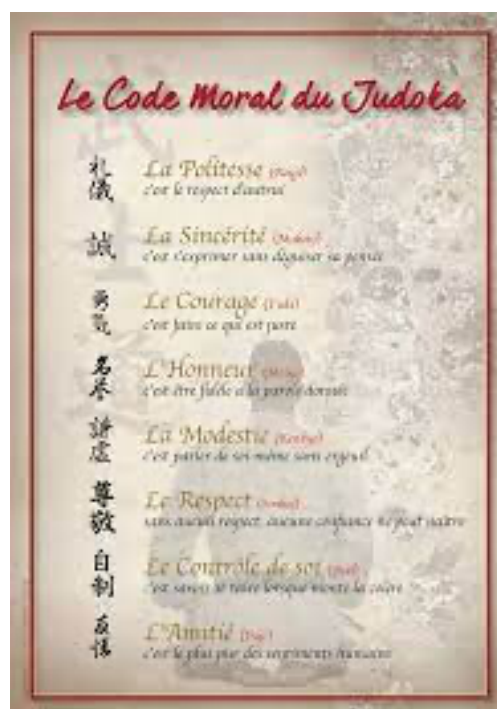 Le Code Moral du Judoka
礼儀
La Politesse
c'est le respect d'autrui
誠
La Sincérité
c'est s'exprimer sans déguiser sa pensée
勇気
Le Courage
c'est faire ce qui est juste
名誉
L'Honneur
c'est être fidèle à la parole donnée
謙虚
La Modestie
c'est parler de soi-même sans orgueil
尊敬
Le Respect
sans aucun respect aucune confiance ne peut naître
自制
Le Contrôle de soi
c'est savoir se taire lorsque monte la colère
友情
L'Amitié
c'est le plus pur des sentiments humains